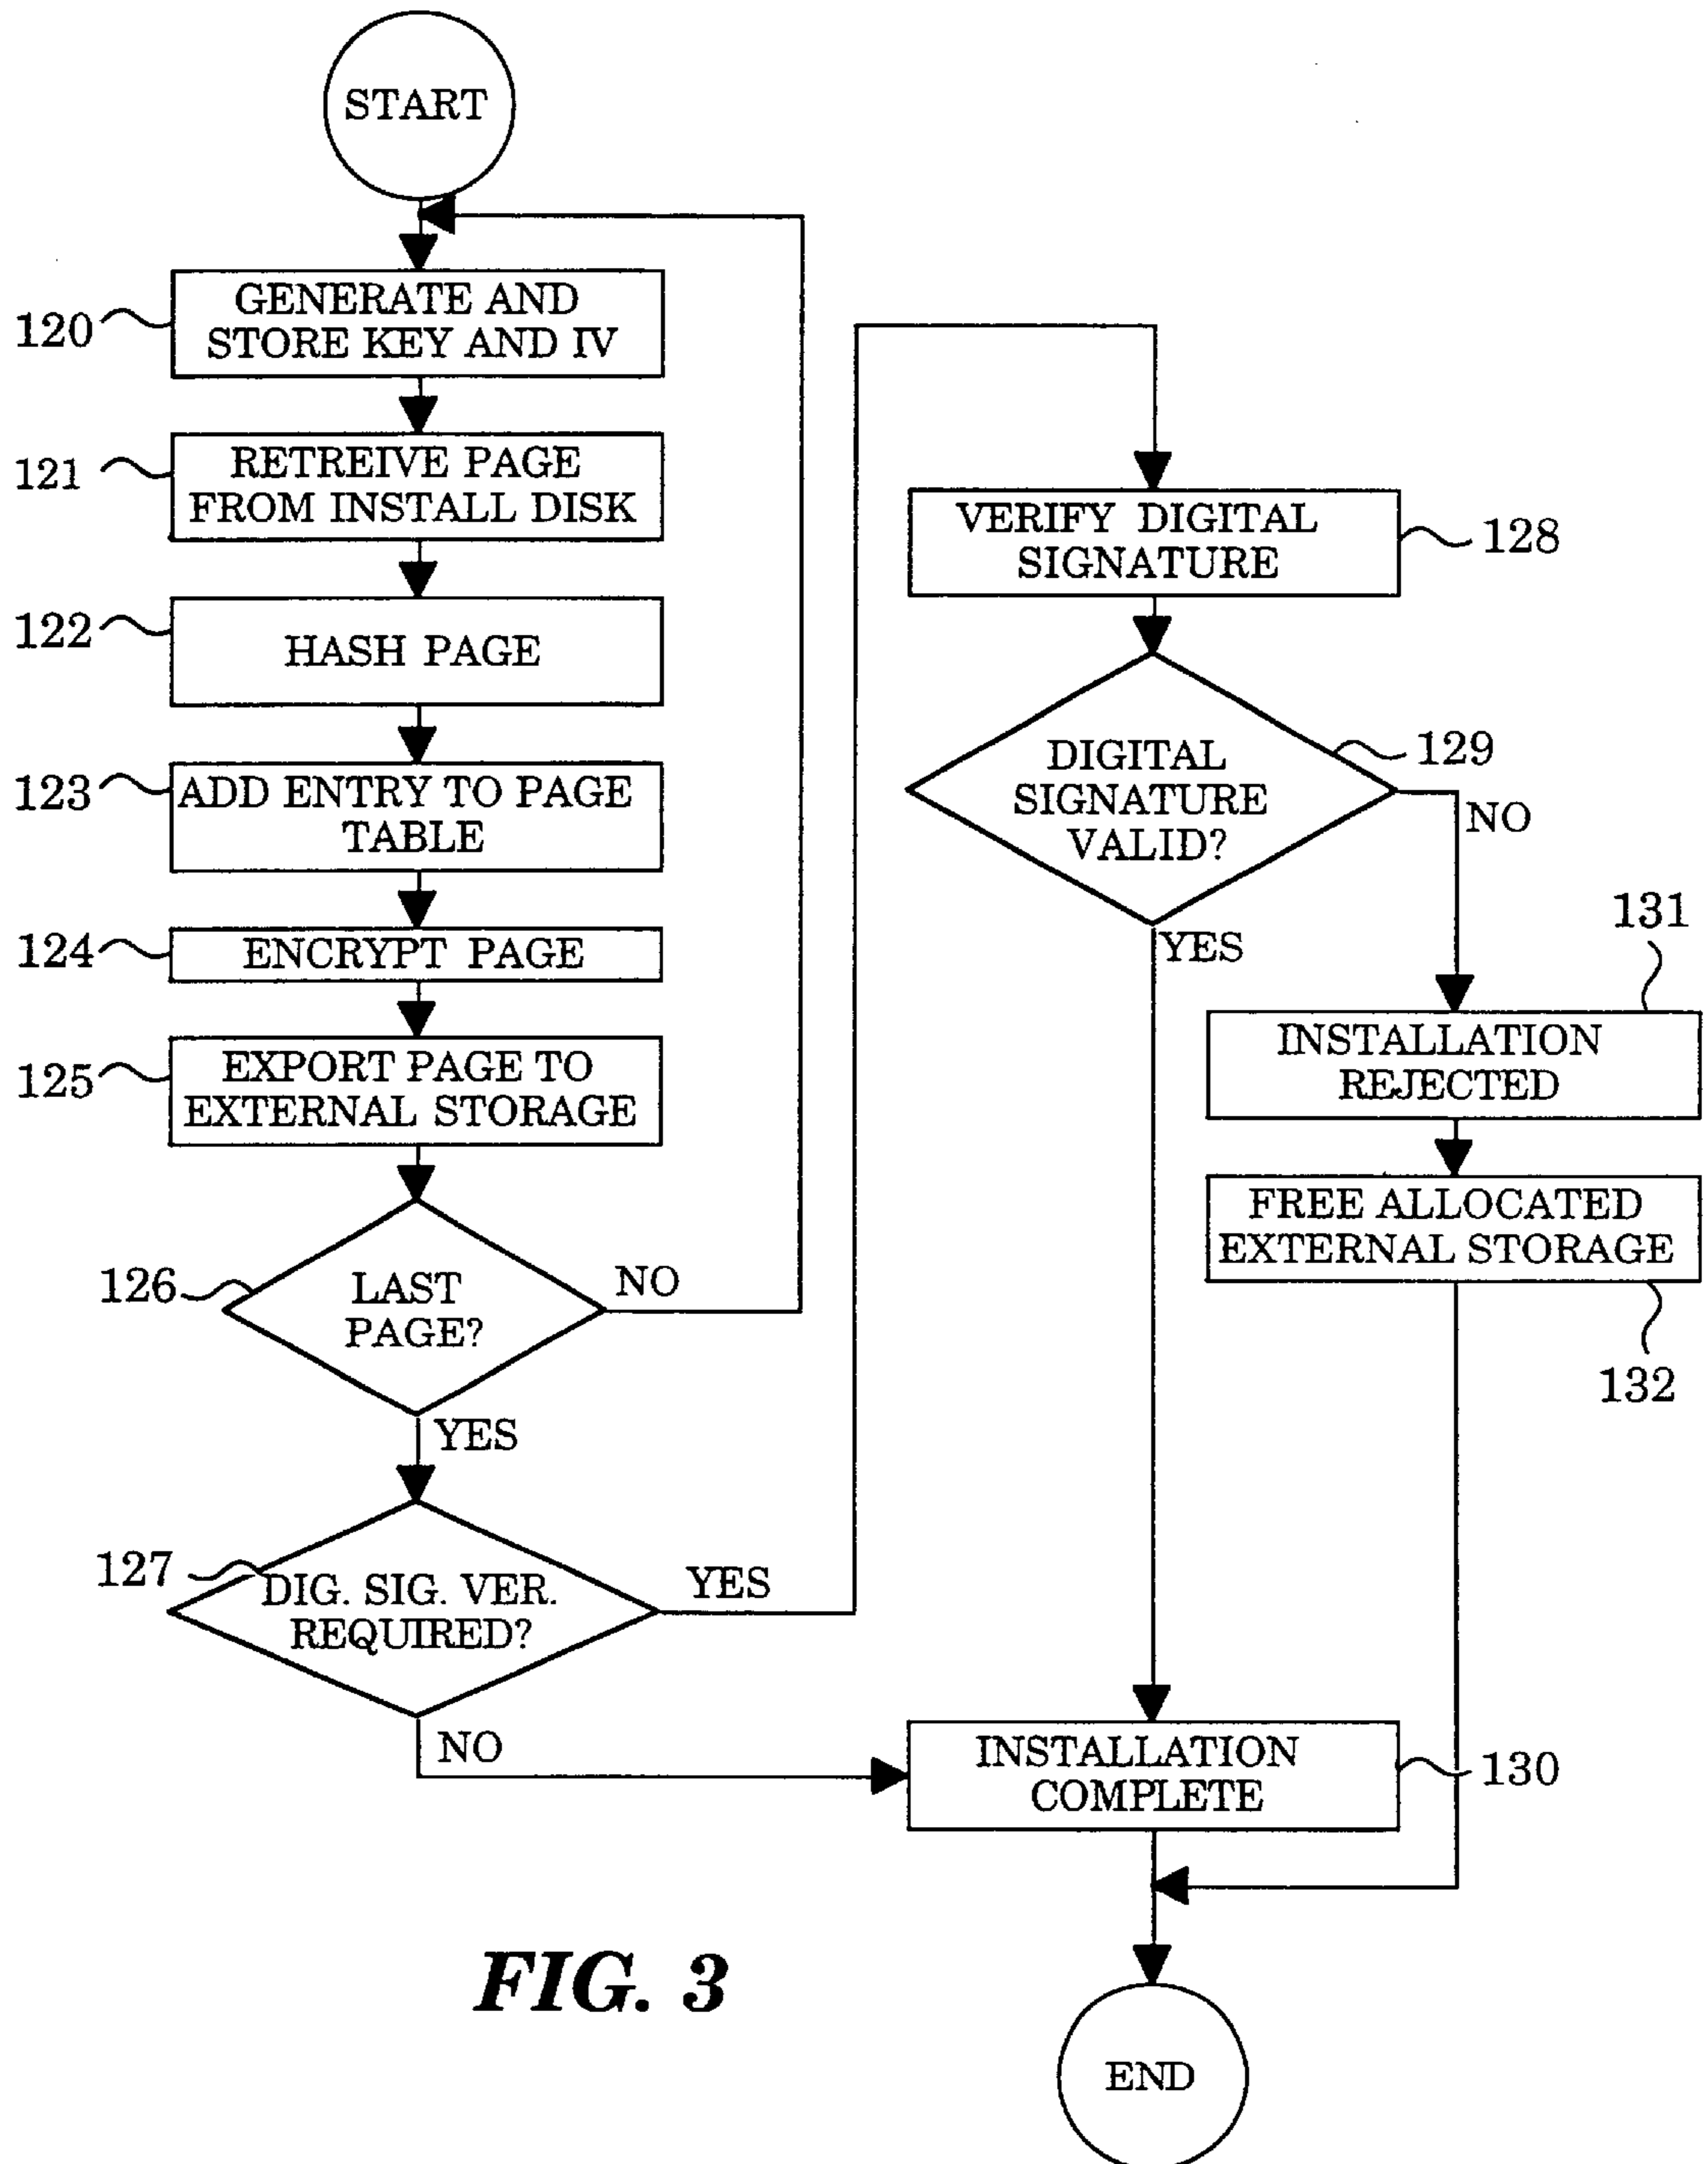 START
120
GENERATE AND
STORE KEY AND IV
121
RETREIVE PAGE
FROM INSTALL DISK
122
HASH PAGE
123
ADD ENTRY TO PAGE
TABLE
124
ENCRYPT PAGE
125
EXPORT PAGE TO
EXTERNAL STORAGE
126
LAST
PAGE?
NO
YES
127
DIG. SIG. VER.
REQUIRED?
YES
NO
VERIFY DIGITAL
SIGNATURE
128
DIGITAL
SIGNATURE
VALID?
129
NO
YES
131
INSTALLATION
REJECTED
FREE ALLOCATED
EXTERNAL STORAGE
132
INSTALLATION
COMPLETE
130
END
FIG. 3